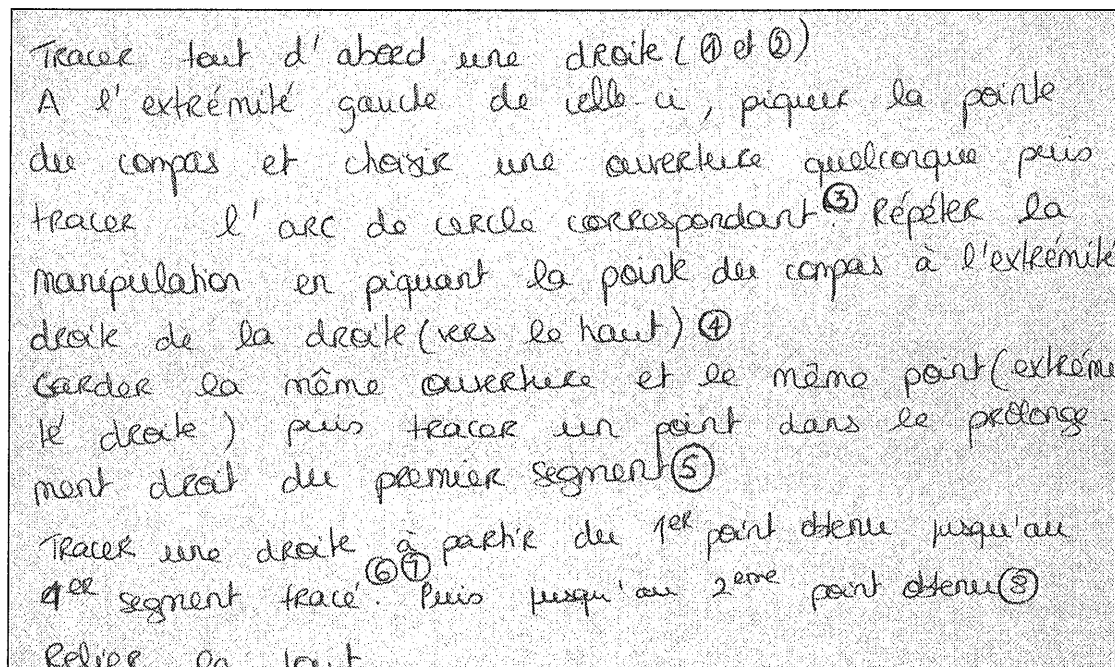 Tracer tout d'abord une droite (① et ②)
A l'extrémité gauche de celle-ci, piquer la pointe
du compas et choisir une ouverture quelconque puis
tracer l'arc de cercle correspondant.③ Répéter la
manipulation en piquant la pointe du compas à l'extrémité
droite de la droite (vers le haut) ④
Garder la même ouverture et le même point (extrémi
té droite) puis tracer un point dans le prolonge-
ment droit du premier segment ⑤
Tracer une droite à partir du 1er point obtenu jusqu'au
1er segment tracé.⑥⑦ Puis jusqu'au 2eme point obtenu ⑧
Relier le tout